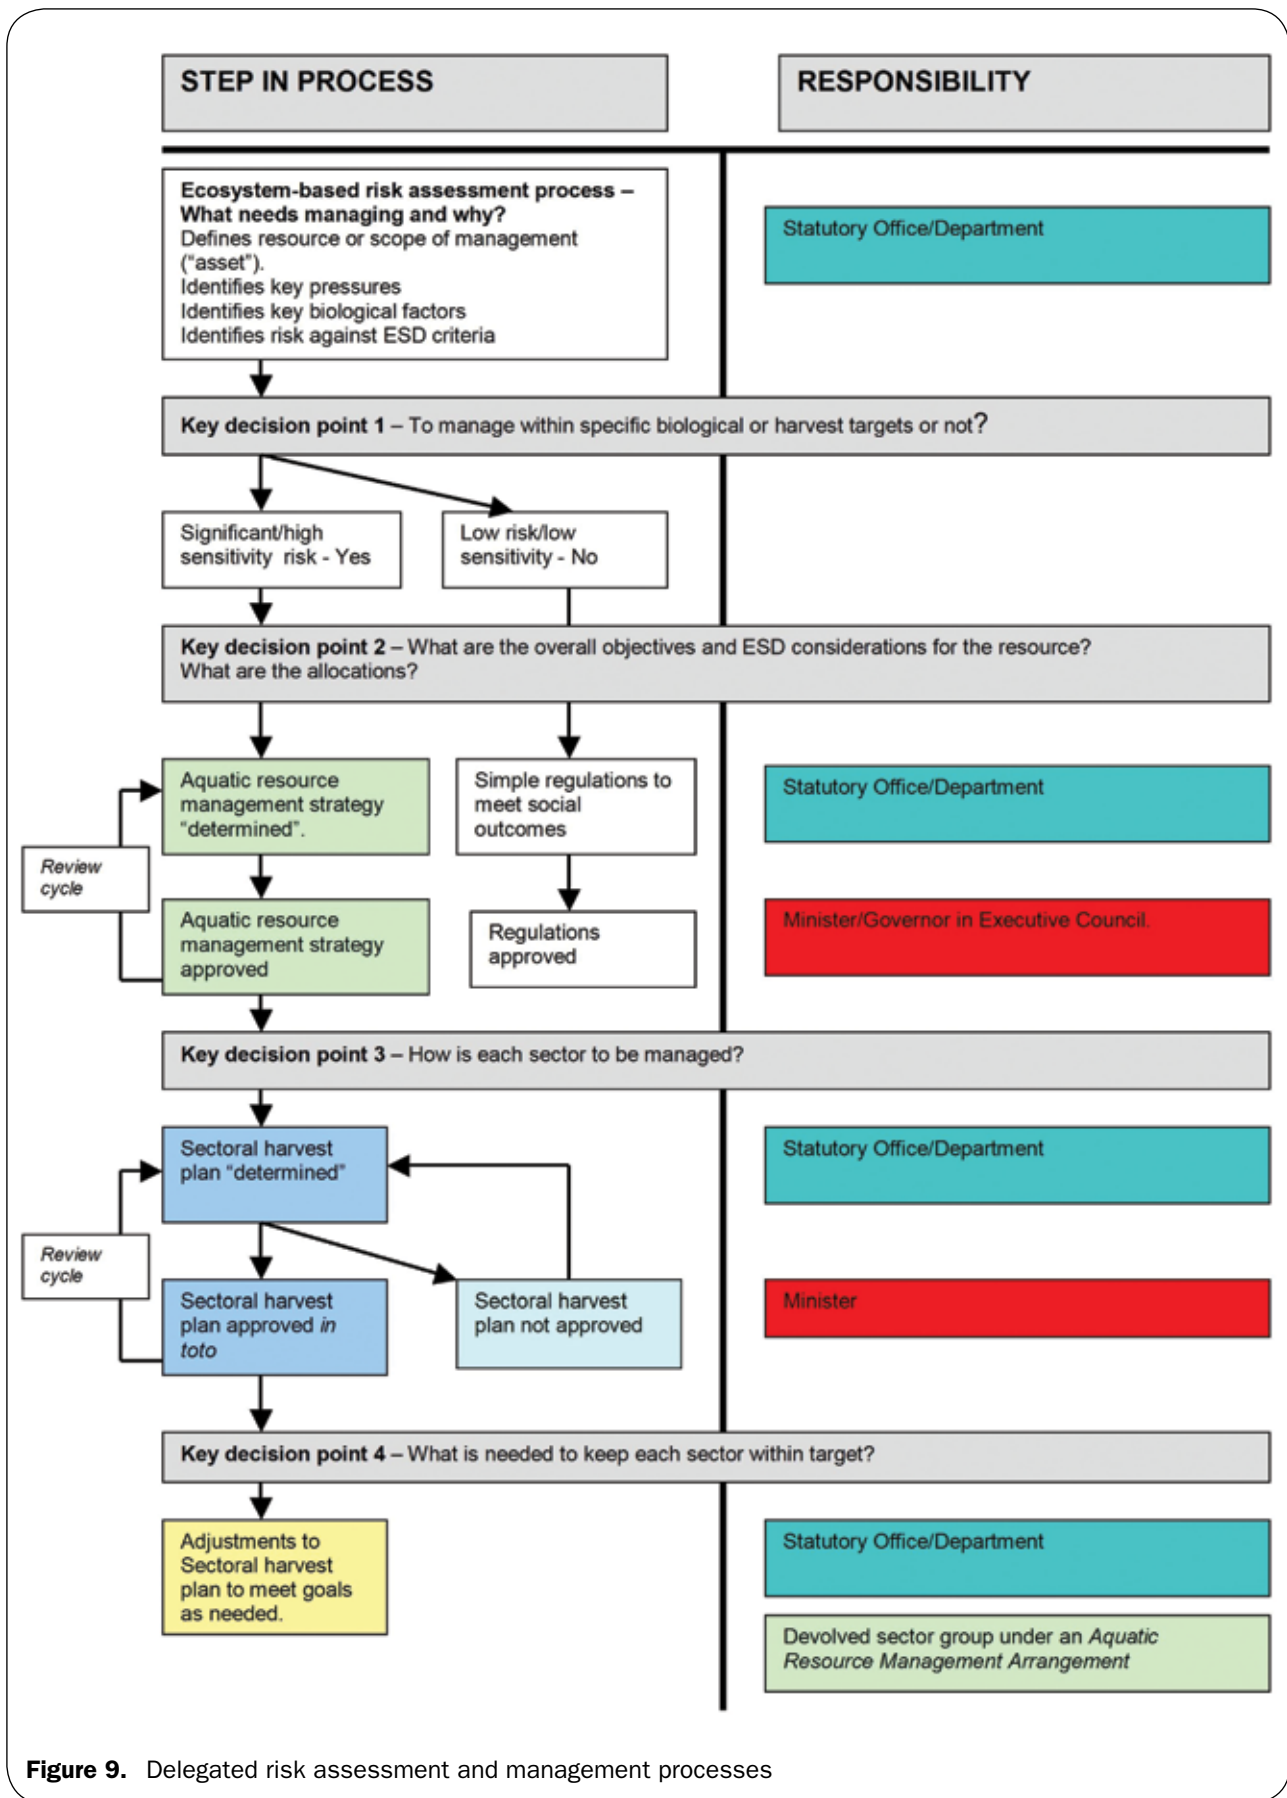 STEP IN PROCESS
RESPONSIBILITY
Ecosystem-based risk assessment process –
What needs managing and why?
Defines resource or scope of management
(“asset”).
Identifies key pressures
Identifies key biological factors
Identifies risk against ESD criteria
Statutory Office/Department
Key decision point 1 – To manage within specific biological or harvest targets or not?
Significant/high
sensitivity risk - Yes
Low risk/low
sensitivity - No
Key decision point 2 – What are the overall objectives and ESD considerations for the resource?
What are the allocations?
Aquatic resource
management strategy
“determined”.
Simple regulations to
meet social
outcomes
Statutory Office/Department
Review
cycle
Aquatic resource
management strategy
approved
Regulations
approved
Minister/Governor in Executive Council.
Key decision point 3 – How is each sector to be managed?
Sectoral harvest
plan “determined”
Statutory Office/Department
Review
cycle
Sectoral harvest
plan approved in
toto
Sectoral harvest
plan not approved
Minister
Key decision point 4 – What is needed to keep each sector within target?
Adjustments to
Sectoral harvest
plan to meet goals
as needed.
Statutory Office/Department
Devolved sector group under an Aquatic
Resource Management Arrangement
Figure 9. Delegated risk assessment and management processes